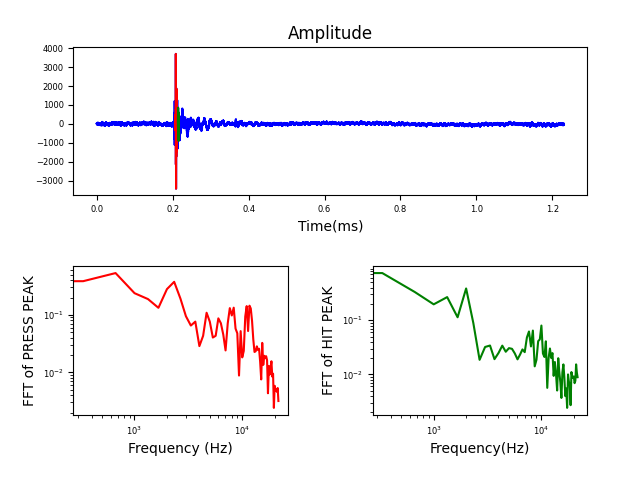 Amplitude
4000
3000
2000
1000
0
−1000
−2000
−3000
0.0 0.2 0.4 0.6 0.8 1.0 1.2
Time(ms)
FFT of PRESS PEAK
10⁻¹
10⁻²
10³ 10⁴
Frequency (Hz)
FFT of HIT PEAK
10⁻¹
10⁻²
10³ 10⁴
Frequency(Hz)